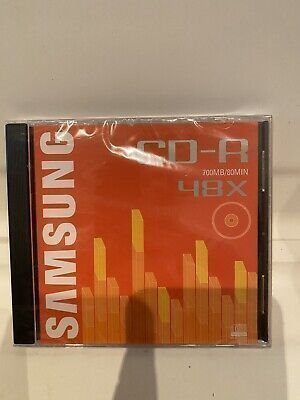 SAMSUNG
CD-R
700MB/80MIN
48X